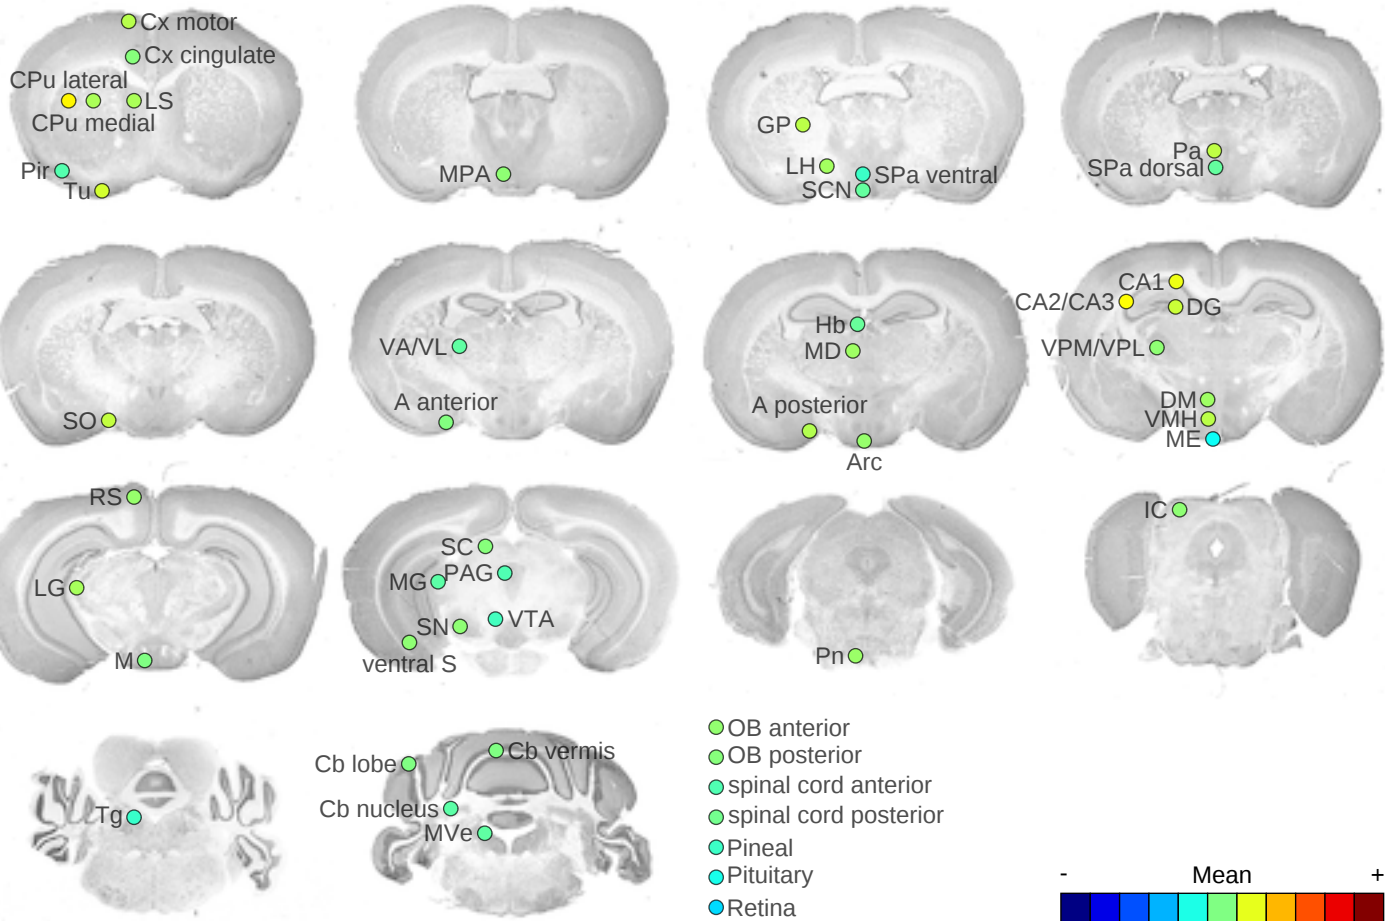 Cx motor
Cx cingulate
CPu lateral
LS
CPu medial
Pir
Tu
MPA
GP
LH
SPa ventral
SCN
Pa
SPa dorsal
SO
VA/VL
A anterior
Hb
MD
A posterior
Arc
CA1
CA2/CA3
DG
VPM/VPL
DM
VMH
ME
RS
LG
M
SC
PAG
MG
VTA
SN
ventral S
Pn
IC
Tg
Cb vermis
Cb lobe
Cb nucleus
MVe
OB anterior
OB posterior
spinal cord anterior
spinal cord posterior
Pineal
Pituitary
Retina
- Mean +